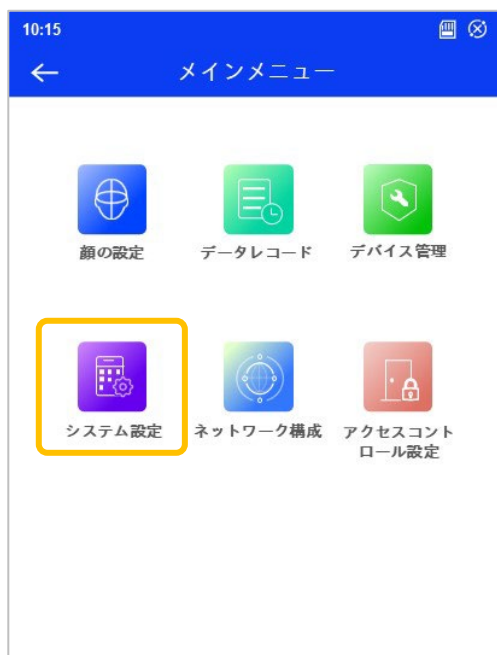 10:15
メインメニュー
顔の設定
データレコード
デバイス管理
システム設定
ネットワーク構成
アクセスコント
ロール設定